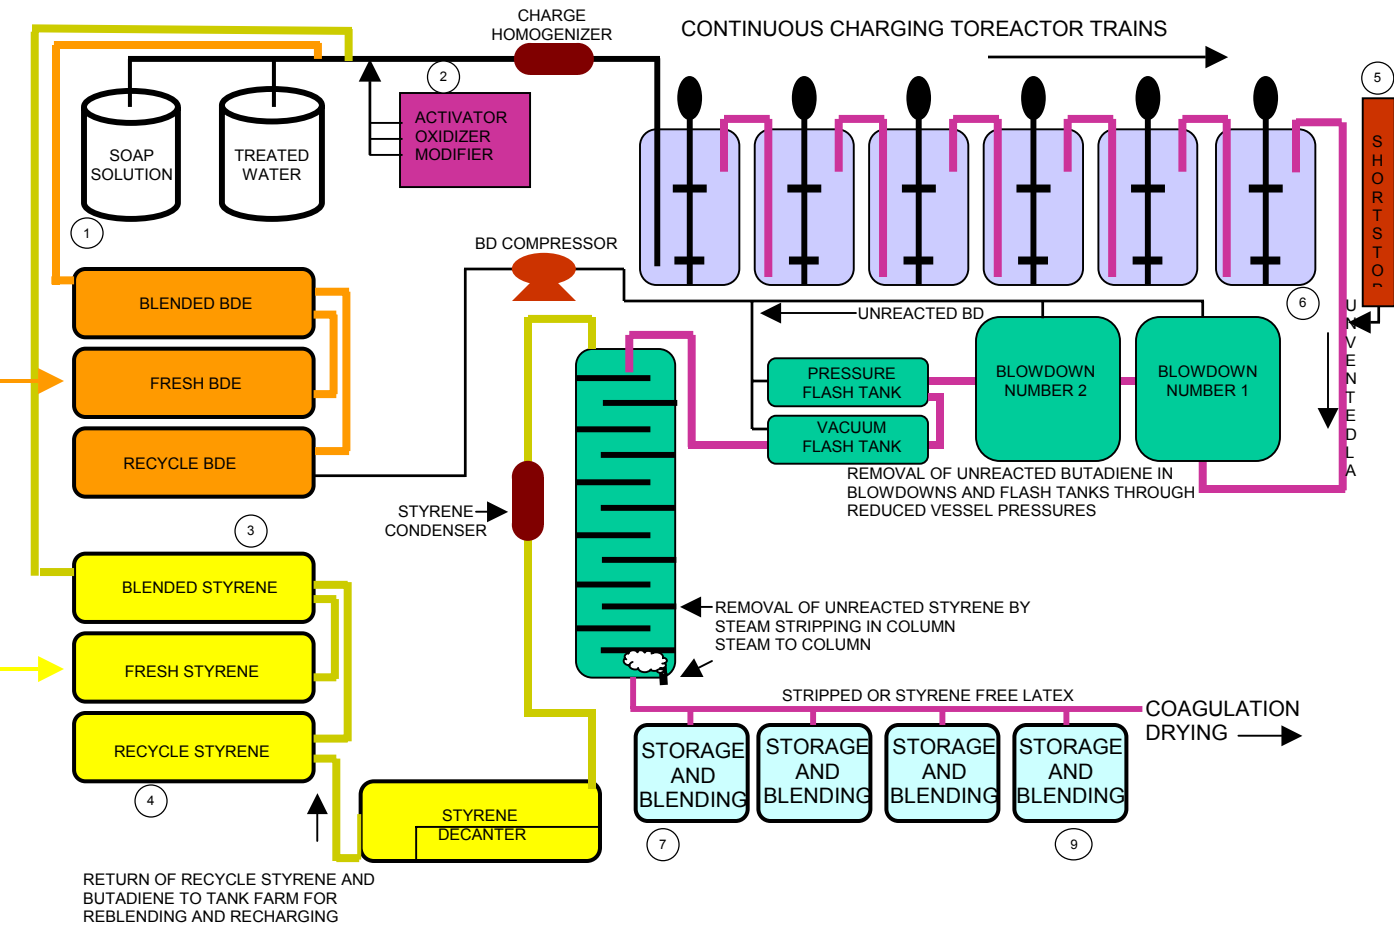 CHARGE
HOMOGENIZER
CONTINUOUS CHARGING TOREACTOR TRAINS
2
5
ACTIVATOR
OXIDIZER
MODIFIER
SOAP
SOLUTION
TREATED
WATER
1
SHORTSTOP
BD COMPRESSOR
BLENDED BDE
FRESH BDE
RECYCLE BDE
3
UNREACTED BD
6
UNVENTEDLA
PRESSURE
FLASH TANK
VACUUM
FLASH TANK
BLOWDOWN
NUMBER 2
BLOWDOWN
NUMBER 1
REMOVAL OF UNREACTED BUTADIENE IN
BLOWDOWNS AND FLASH TANKS THROUGH
REDUCED VESSEL PRESSURES
STYRENE
CONDENSER
BLENDED STYRENE
FRESH STYRENE
RECYCLE STYRENE
4
REMOVAL OF UNREACTED STYRENE BY
STEAM STRIPPING IN COLUMN
STEAM TO COLUMN
STRIPPED OR STYRENE FREE LATEX
COAGULATION
DRYING
STORAGE
AND
BLENDING
STORAGE
AND
BLENDING
STORAGE
AND
BLENDING
STORAGE
AND
BLENDING
7
9
STYRENE
DECANTER
RETURN OF RECYCLE STYRENE AND
BUTADIENE TO TANK FARM FOR
REBLENDING AND RECHARGING